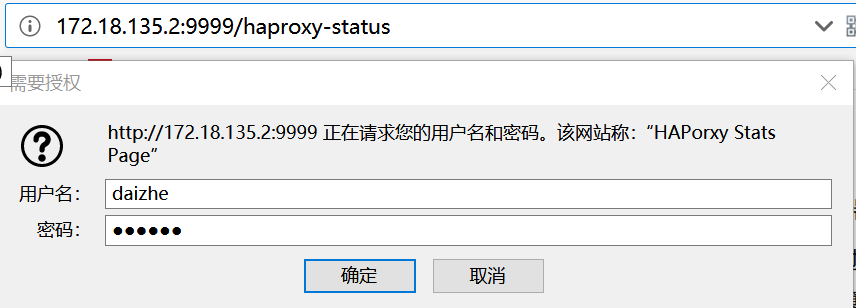 172.18.135.2:9999/haproxy-status
需要授权
http://172.18.135.2:9999 正在请求您的用户名和密码。该网站称：“HAPorxy Stats
Page”
用户名： daizhe
密码： ●●●●●●
确定 取消